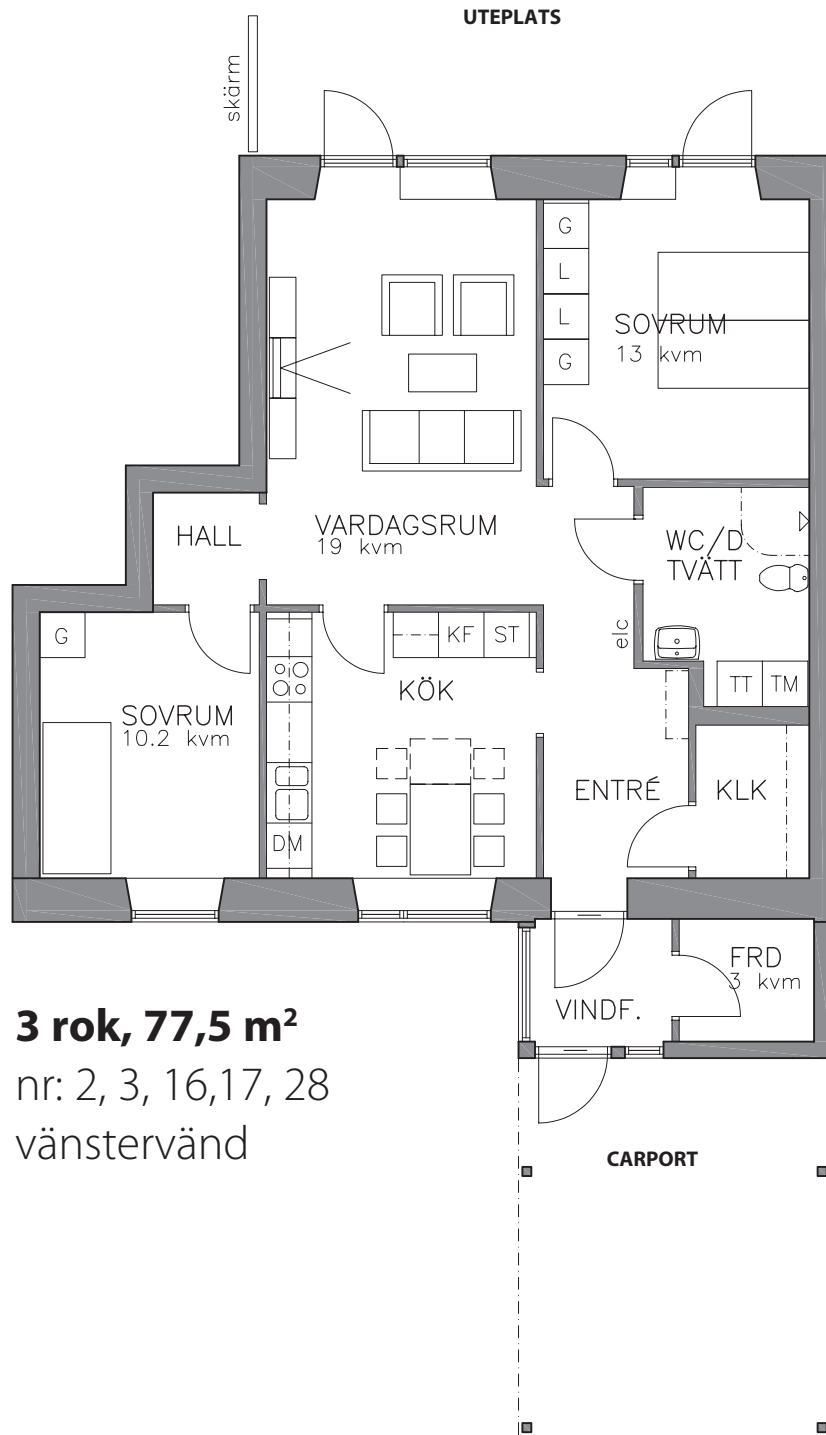 UTEPLATS
skärm
G
L
L
G
SOVRUM
13 kvm
HALL
VARDAGSRUM
19 kvm
WC/D
TVÄTT
elc
G
KF
ST
KÖK
TT
TM
SOVRUM
10.2 kvm
ENTRÉ
KLK
DM
FRD
3 kvm
VINDF.
3 rok, 77,5 m²
nr: 2, 3, 16,17, 28
vänstervänd
CARPORT